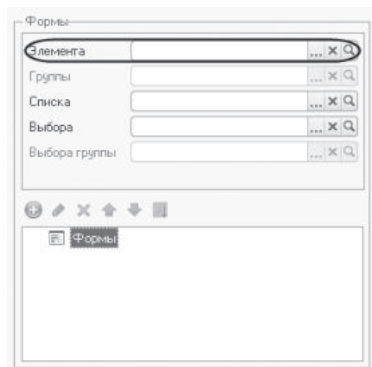 Формы
Элемента
Группы
Списка
Выбора
Выбора группы
Формы